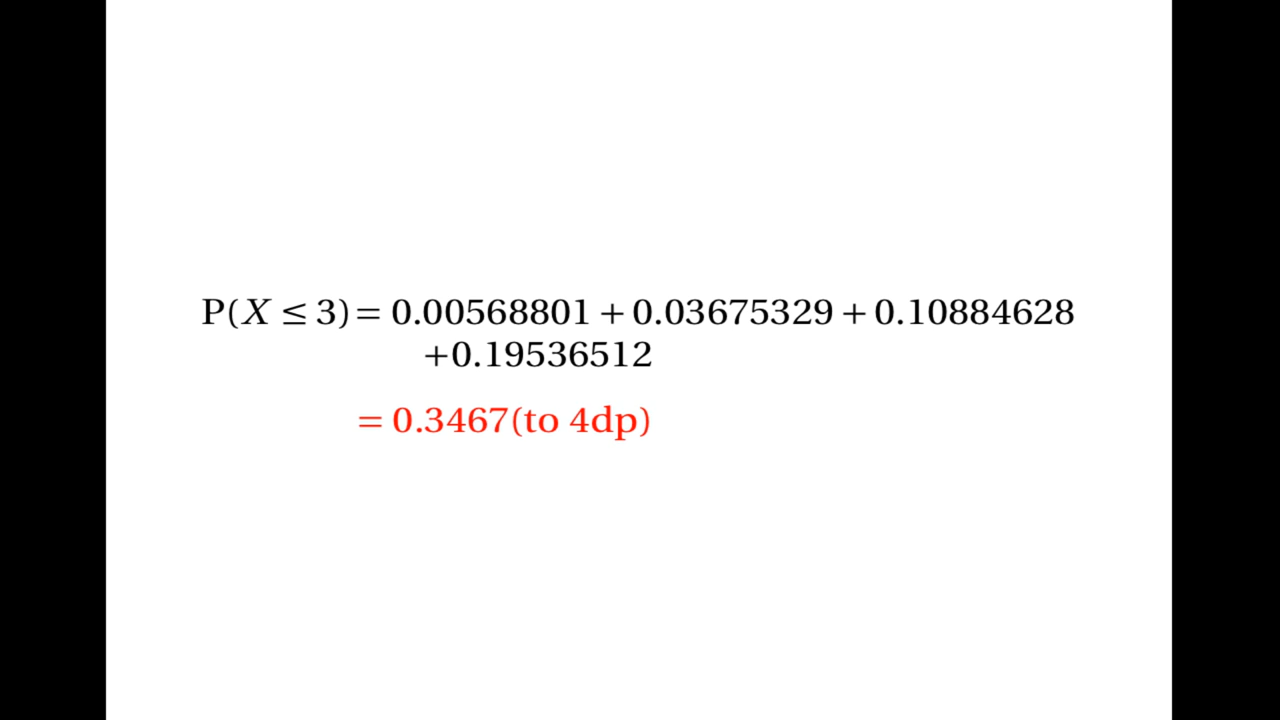 P(X ≤ 3) = 0.00568801 + 0.03675329 + 0.10884628
+0.19536512
= 0.3467(to 4dp)